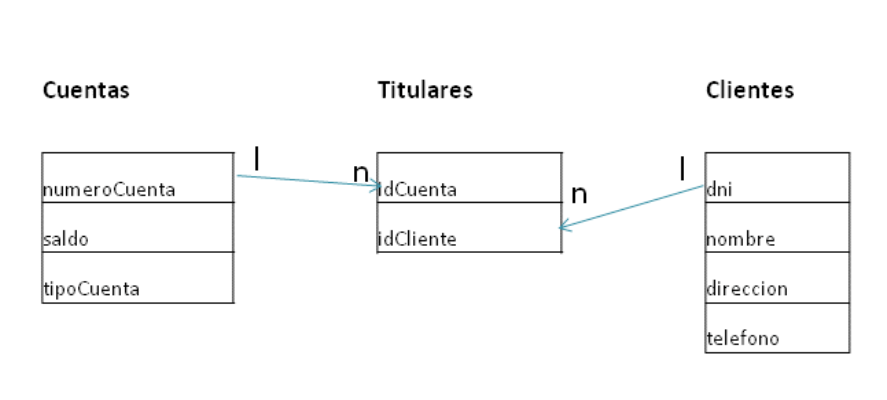 Cuentas
numeroCuenta
saldo
tipoCuenta
l
n
Titulares
idCuenta
idCliente
n
l
Clientes
dni
nombre
direccion
telefono